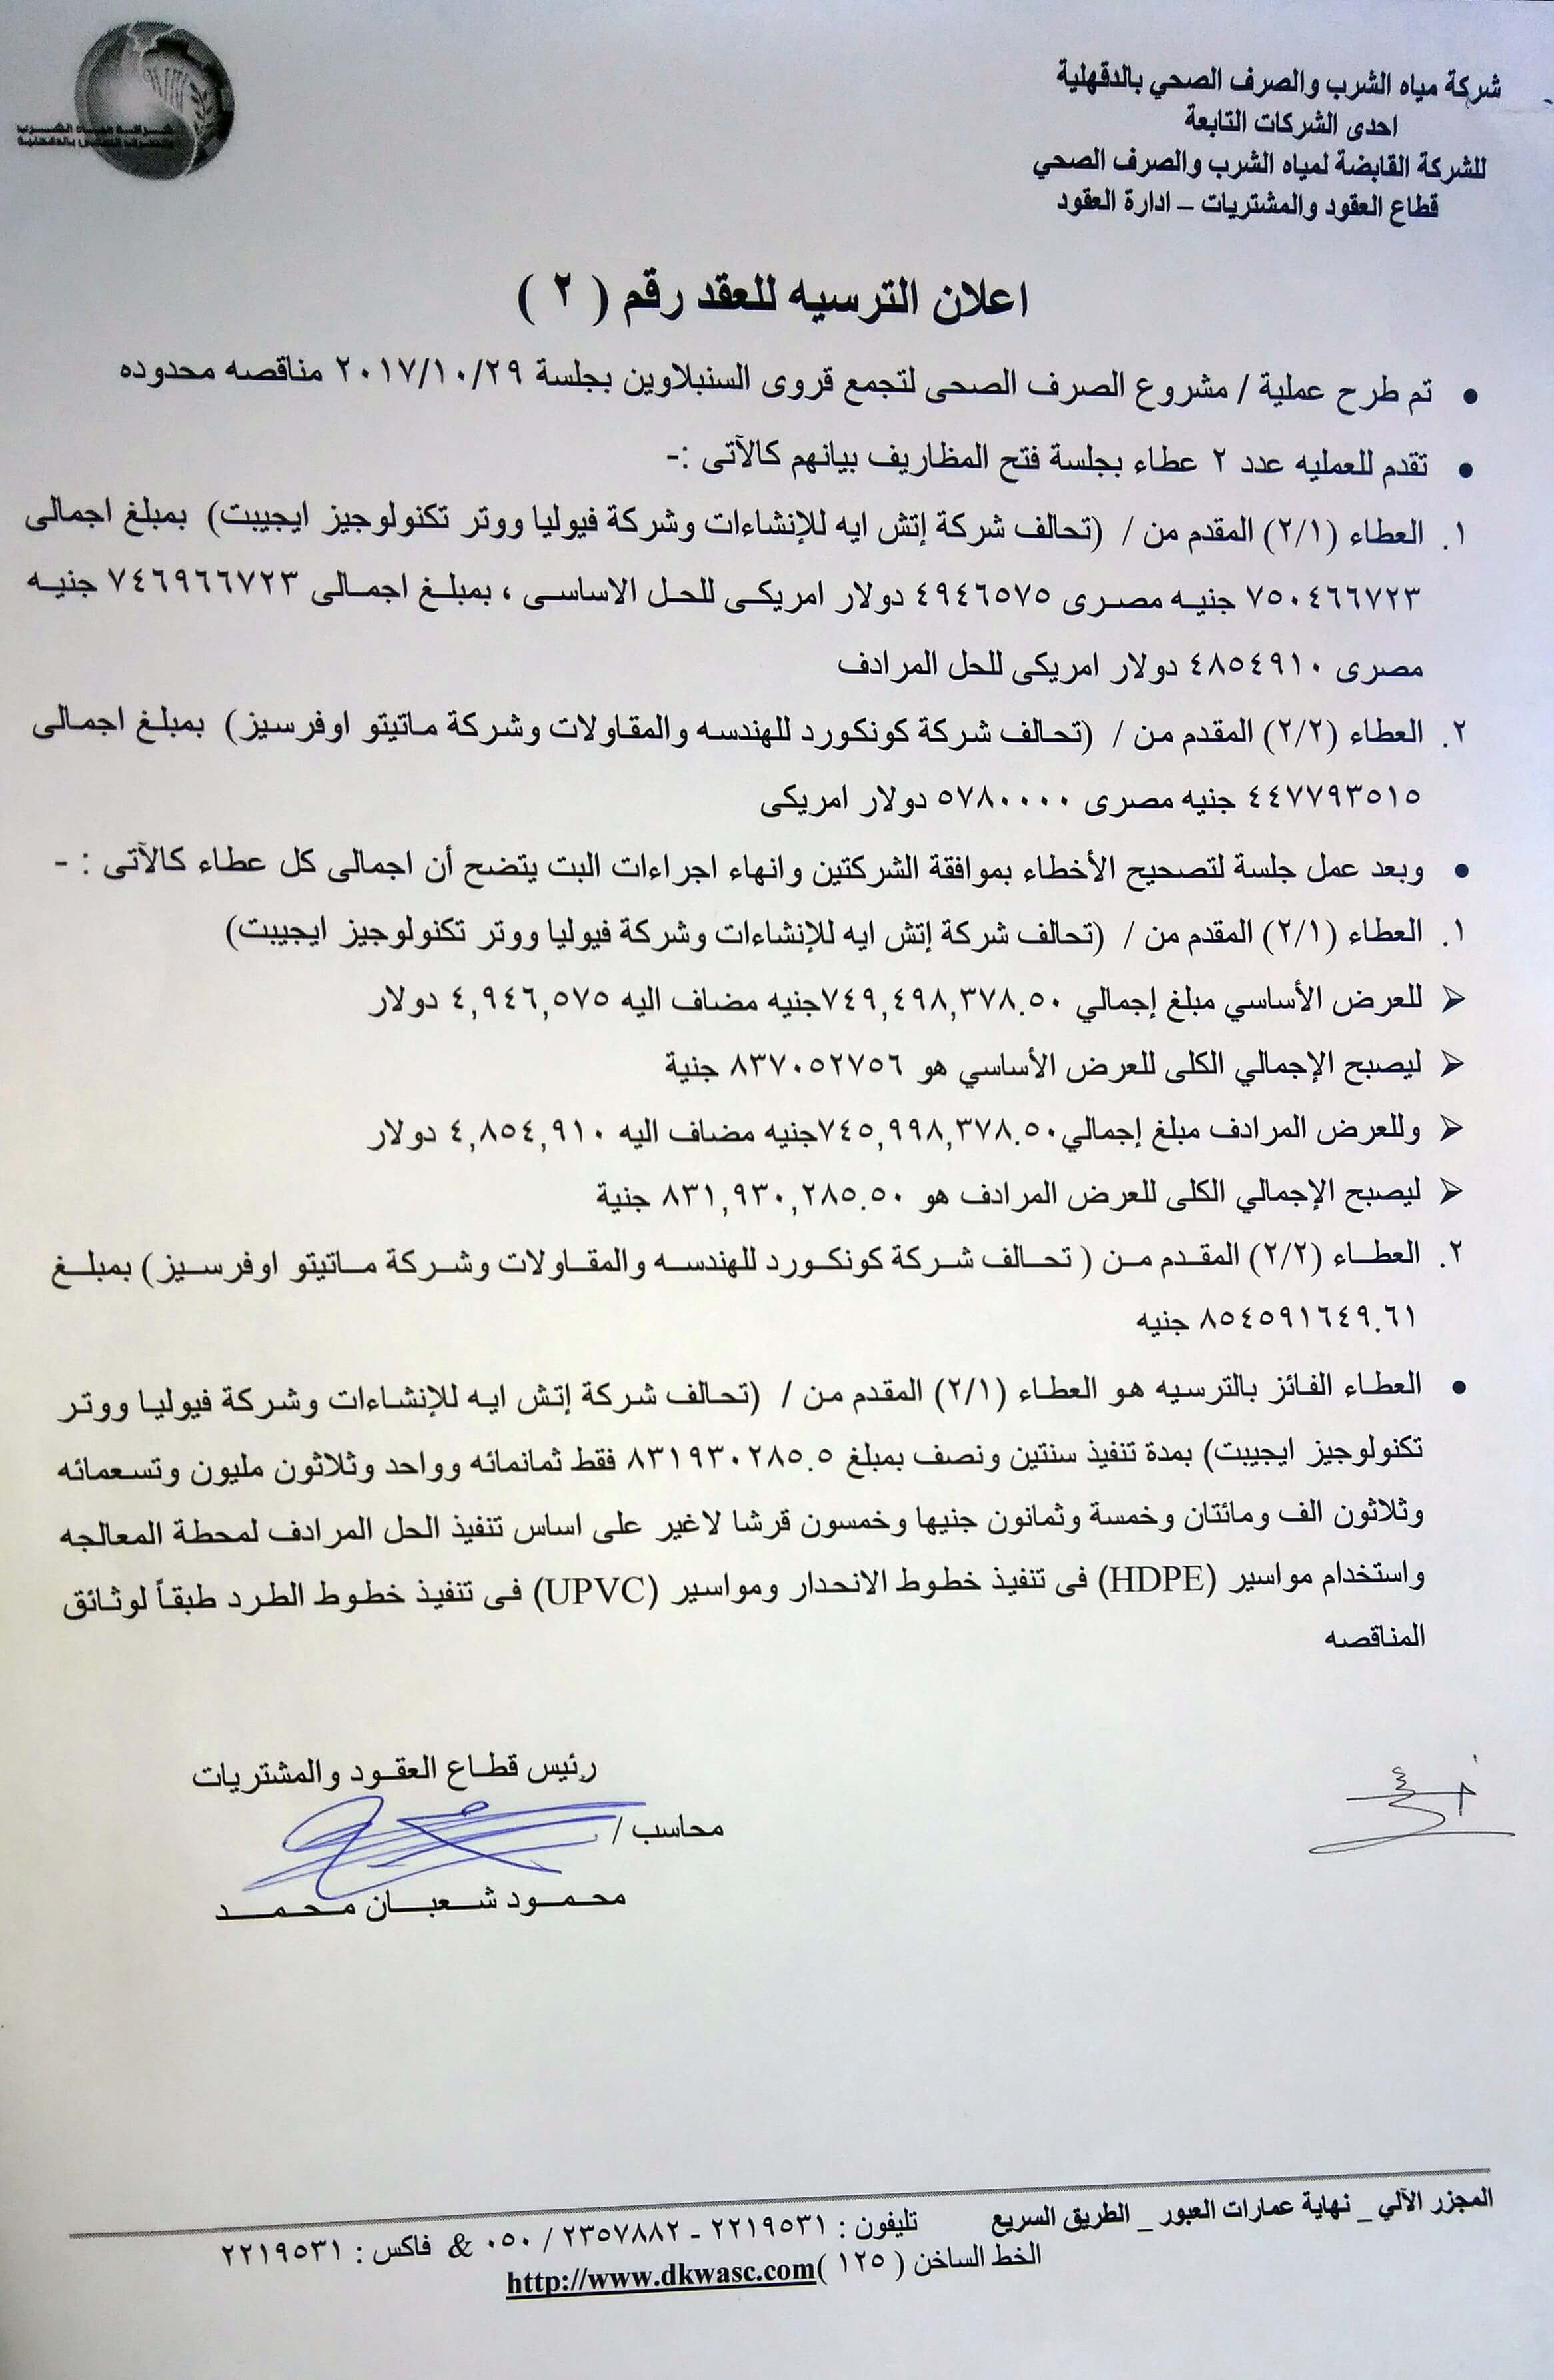 شركة مياه الشرب والصرف الصحي بالدقهلية
احدى الشركات التابعة
للشركة القابضة لمياه الشرب والصرف الصحي
قطاع العقود والمشتريات – ادارة العقود
اعلان الترسيه للعقد رقم ( ٢ )
• تم طرح عملية / مشروع الصرف الصحى لتجمع قروى السنبلاوين بجلسة ٢٠١٧/١٠/٢٩ مناقصه محدوده
• تقدم للعمليه عدد ٢ عطاء بجلسة فتح المظاريف بيانهم كالآتى :-
١. العطاء (٢/١) المقدم من / (تحالف شركة إتش ايه للإنشاءات وشركة فيوليا ووتر تكنولوجيز ايجيبت) بمبلغ اجمالى
٧٥٠٤٦٦٧٢٣ جنيه مصرى ٤٩٤٦٥٧٥ دولار امريكى للحل الاساسى ، بمبلغ اجمالى ٧٤٦٩٦٦٧٢٣ جنيه
مصرى ٤٨٥٤٩١٠ دولار امريكى للحل المرادف
٢. العطاء (٢/٢) المقدم من / (تحالف شركة كونكورد للهندسه والمقاولات وشركة ماتيتو اوفرسيز) بمبلغ اجمالى
٤٤٧٧٩٣٥١٥ جنيه مصرى ٥٧٨٠٠٠٠ دولار امريكى
• وبعد عمل جلسة لتصحيح الأخطاء بموافقة الشركتين وانهاء اجراءات البت يتضح أن اجمالى كل عطاء كالآتى : -
١. العطاء (٢/١) المقدم من / (تحالف شركة إتش ايه للإنشاءات وشركة فيوليا ووتر تكنولوجيز ايجيبت)
➢ للعرض الأساسي مبلغ إجمالي ٧٤٩,٤٩٨,٣٧٨.٥٠جنيه مضاف اليه ٤,٩٤٦,٥٧٥ دولار
➢ ليصبح الإجمالي الكلى للعرض الأساسي هو ٨٣٧٠٥٢٧٥٦ جنية
➢ وللعرض المرادف مبلغ إجمالي٧٤٥,٩٩٨,٣٧٨.٥٠جنيه مضاف اليه ٤,٨٥٤,٩١٠ دولار
➢ ليصبح الإجمالي الكلى للعرض المرادف هو ٨٣١,٩٣٠,٢٨٥.٥٠ جنية
٢. العطاء (٢/٢) المقدم من ( تحالف شركة كونكورد للهندسه والمقاولات وشركة ماتيتو اوفرسيز) بمبلغ
٨٥٤٥٩١٦٤٩.٦١ جنيه
• العطاء الفائز بالترسيه هو العطاء (٢/١) المقدم من / (تحالف شركة إتش ايه للإنشاءات وشركة فيوليا ووتر
تكنولوجيز ايجيبت) بمدة تنفيذ سنتين ونصف بمبلغ ٨٣١٩٣٠٢٨٥.٥ فقط ثمانمائه وواحد وثلاثون مليون وتسعمائه
وثلاثون الف ومائتان وخمسة وثمانون جنيها وخمسون قرشا لاغير على اساس تنفيذ الحل المرادف لمحطة المعالجه
واستخدام مواسير (HDPE) فى تنفيذ خطوط الانحدار ومواسير (UPVC) فى تنفيذ خطوط الطرد طبقاً لوثائق
المناقصه
رئيس قطاع العقود والمشتريات
محاسب /
محمود شعبان محمد
المجزر الآلي _ نهاية عمارات العبور _ الطريق السريع تليفون : ٢٢١٩٥٣١ - ٢٣٥٧٨٨٢ / ٠٥٠ & فاكس : ٢٢١٩٥٣١
الخط الساخن ( ١٢٥ )http://www.dkwasc.com